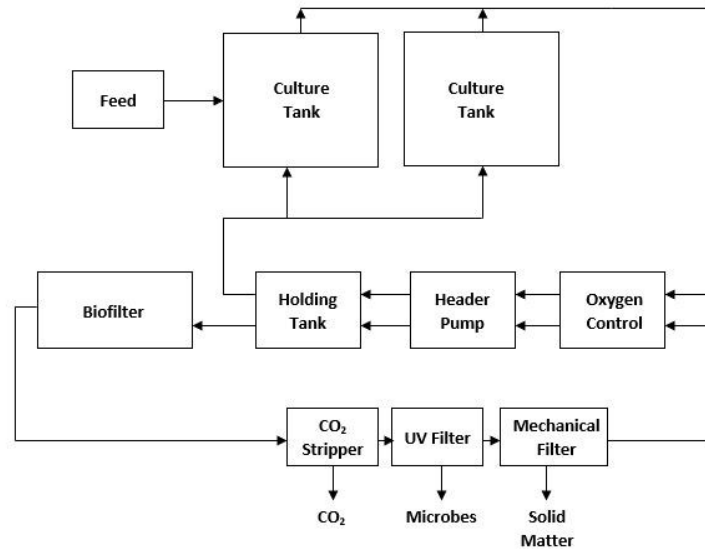 Feed
Culture
Tank
Culture
Tank
Biofilter
Holding
Tank
Header
Pump
Oxygen
Control
CO₂
Stripper
UV Filter
Mechanical
Filter
CO₂
Microbes
Solid
Matter